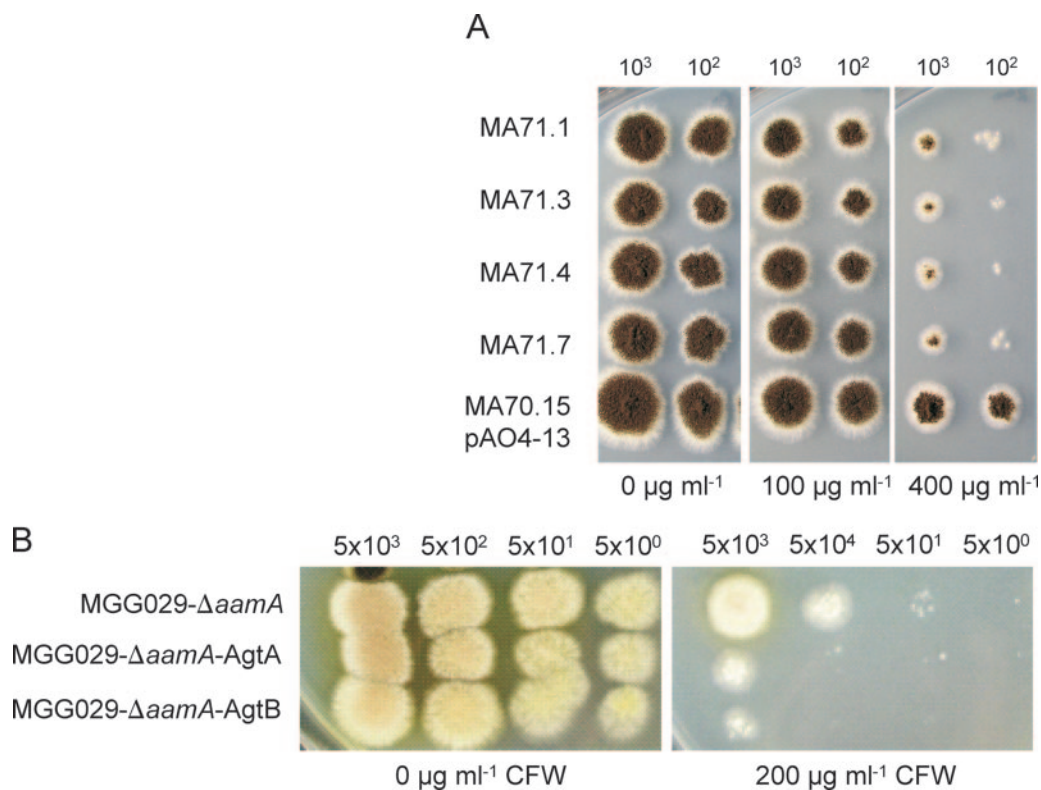 A
10³ 10² 10³ 10² 10³ 10²
MA71.1
MA71.3
MA71.4
MA71.7
MA70.15
pAO4-13
0 µg ml⁻¹ 100 µg ml⁻¹ 400 µg ml⁻¹
B
5x10³ 5x10² 5x10¹ 5x10⁰ 5x10³ 5x10⁴ 5x10¹ 5x10⁰
MGG029-ΔaamA
MGG029-ΔaamA-AgtA
MGG029-ΔaamA-AgtB
0 µg ml⁻¹ CFW 200 µg ml⁻¹ CFW